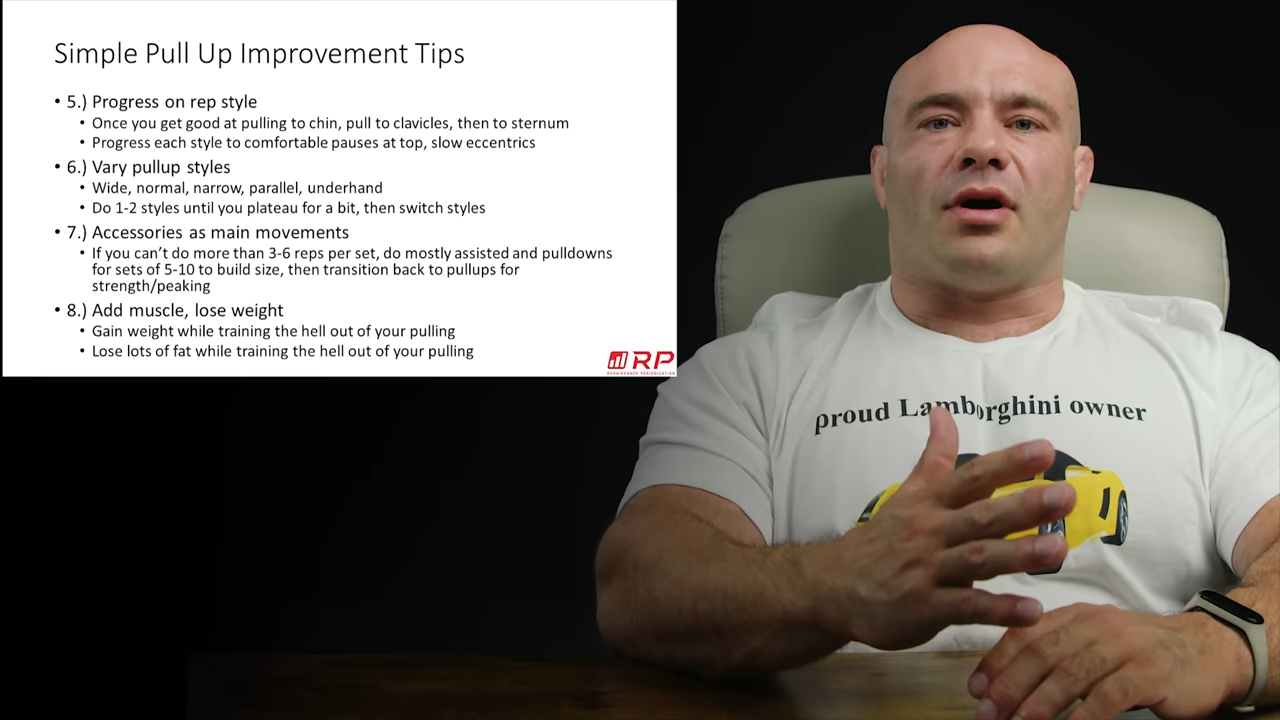 Simple Pull Up Improvement Tips
• 5.) Progress on rep style
• Once you get good at pulling to chin, pull to clavicles, then to sternum
• Progress each style to comfortable pauses at top, slow eccentrics
• 6.) Vary pullup styles
• Wide, normal, narrow, parallel, underhand
• Do 1-2 styles until you plateau for a bit, then switch styles
• 7.) Accessories as main movements
• If you can’t do more than 3-6 reps per set, do mostly assisted and pulldowns
for sets of 5-10 to build size, then transition back to pullups for
strength/peaking
• 8.) Add muscle, lose weight
• Gain weight while training the hell out of your pulling
• Lose lots of fat while training the hell out of your pulling
RP
RENAISSANCE PERIODIZATION
proud Lamborghini owner